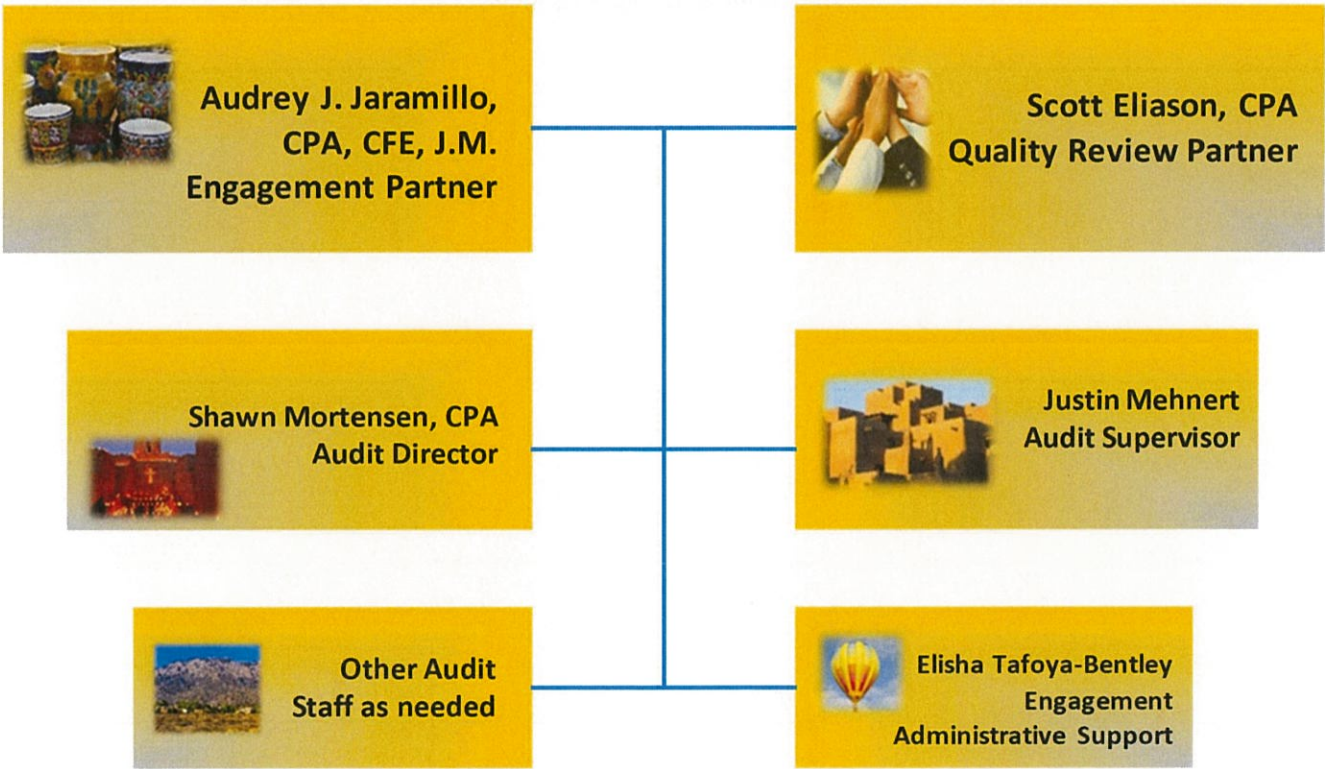 Audrey J. Jaramillo,
CPA, CFE, J.M.
Engagement Partner
Scott Eliason, CPA
Quality Review Partner
Shawn Mortensen, CPA
Audit Director
Justin Mehnert
Audit Supervisor
Other Audit
Staff as needed
Elisha Tafoya-Bentley
Engagement
Administrative Support